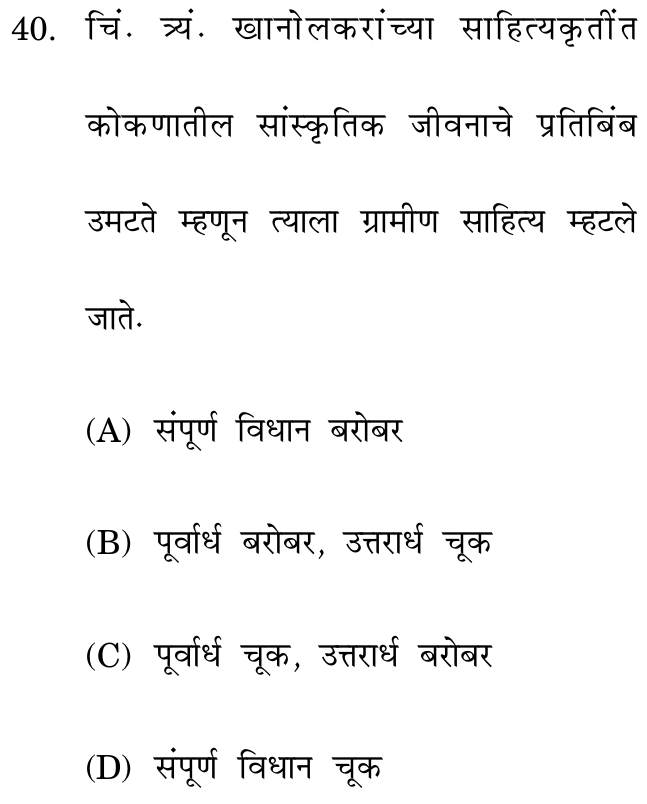 40. चिं. त्र्यं. खानोलकरांच्या साहित्यकृतींत
कोकणातील सांस्कृतिक जीवनाचे प्रतिबिंब
उमटते म्हणून त्याला ग्रामीण साहित्य म्हटले
जाते.
(A) संपूर्ण विधान बरोबर
(B) पूर्वार्ध बरोबर, उत्तरार्ध चूक
(C) पूर्वार्ध चूक, उत्तरार्ध बरोबर
(D) संपूर्ण विधान चूक